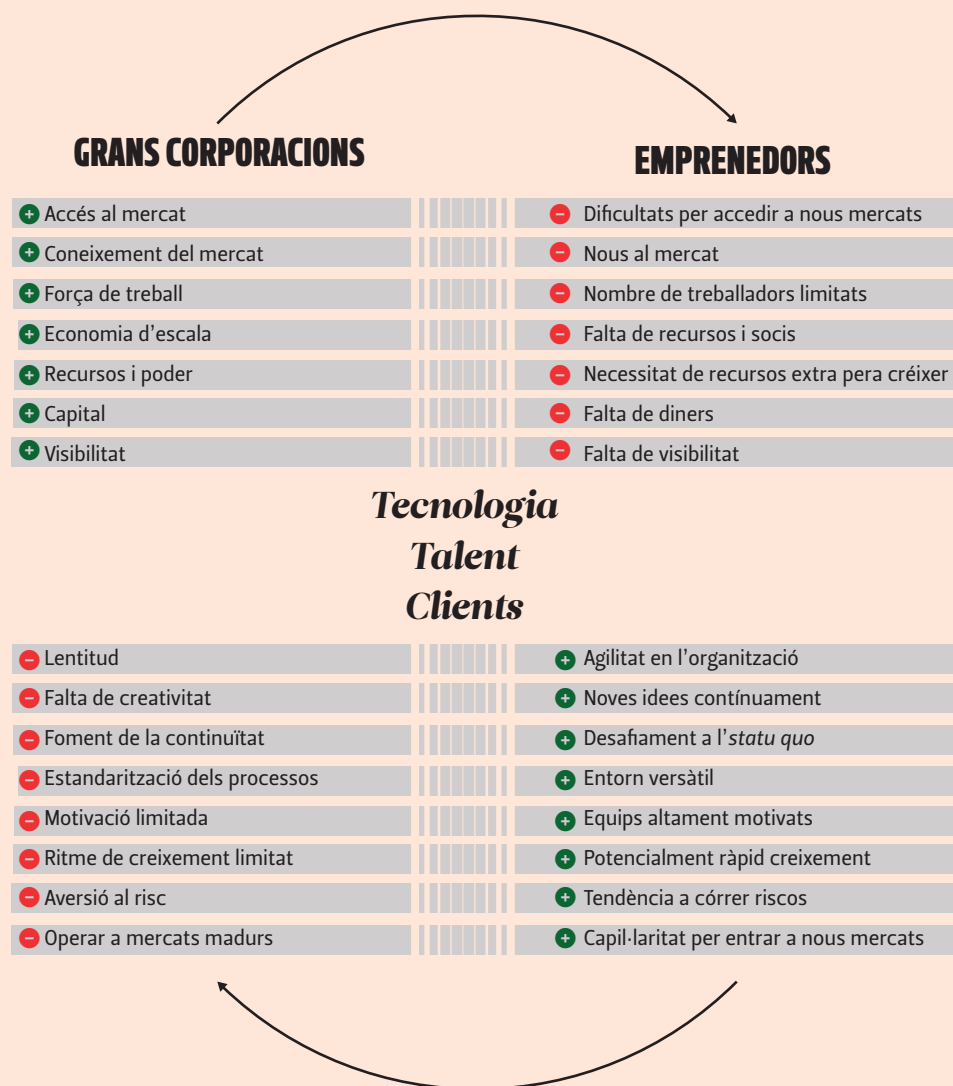 GRANS CORPORACIONS
EMPRENEDORS
Accés al mercat
Dificultats per accedir a nous mercats
Coneixement del mercat
Nous al mercat
Força de treball
Nombre de treballadors limitats
Economia d'escala
Falta de recursos i socis
Recursos i poder
Necessitat de recursos extra pera créixer
Capital
Falta de diners
Visibilitat
Falta de visibilitat
Tecnologia
Talent
Clients
Lentitud
Agilitat en l'organització
Falta de creativitat
Noves idees contínuament
Foment de la continuïtat
Desafiament a l'statu quo
Estandarització dels processos
Entorn versàtil
Motivació limitada
Equips altament motivats
Ritme de creixement limitat
Potencialment ràpid creixement
Aversió al risc
Tendència a córrer riscos
Operar a mercats madurs
Capil·laritat per entrar a nous mercats